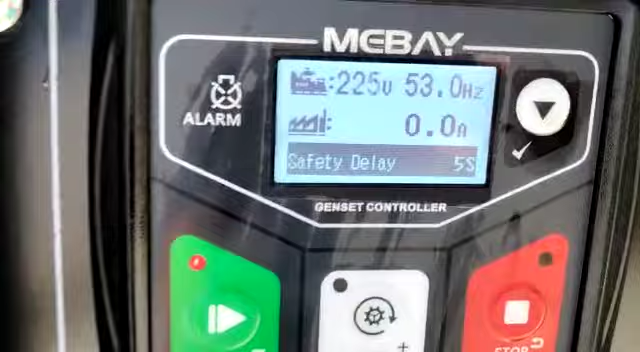 MEBAY
:225V 53.0Hz
ALARM
: 0.0A
Safety Delay 5S
GENSET CONTROLLER
+
STOP